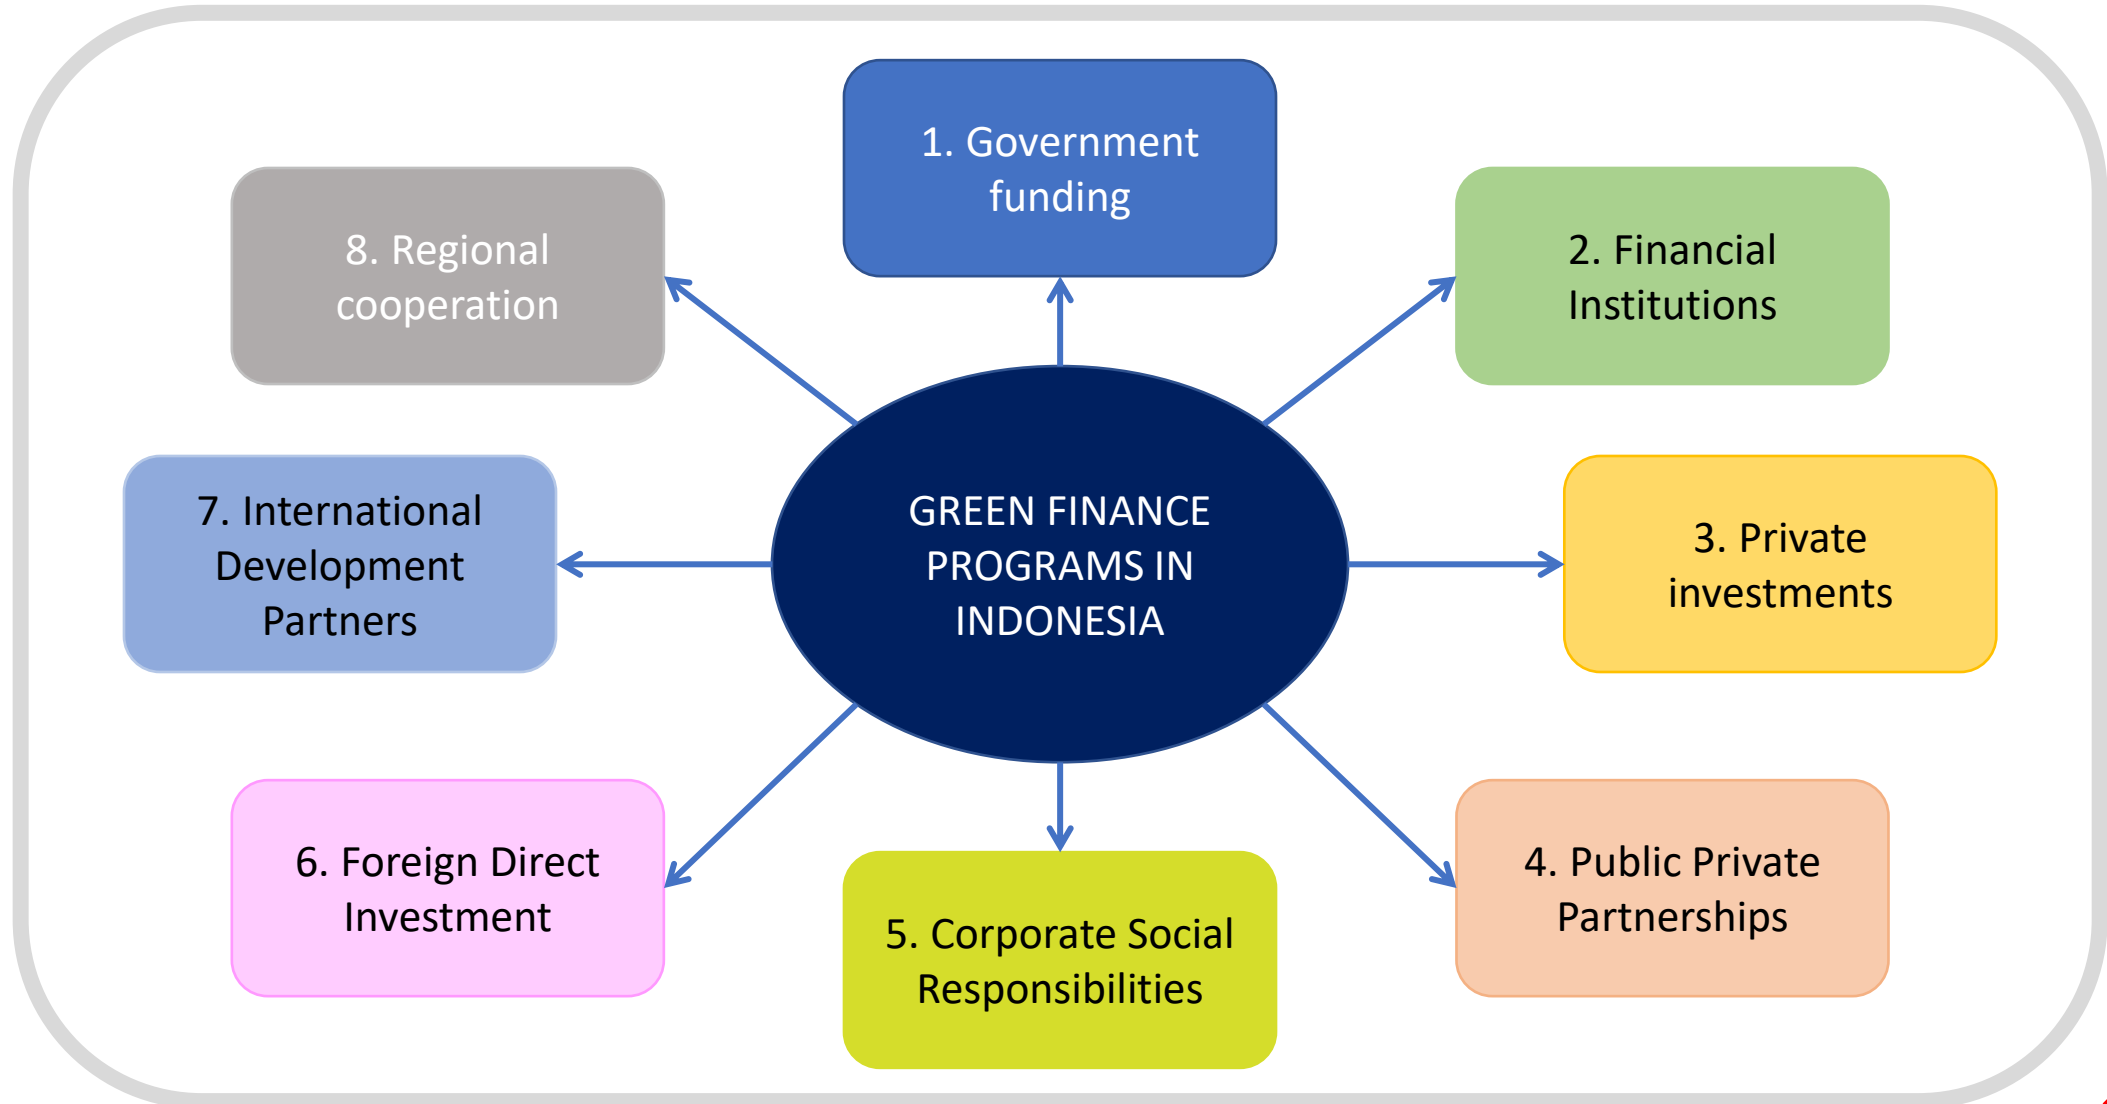 1. Government
funding
2. Financial
Institutions
3. Private
investments
4. Public Private
Partnerships
5. Corporate Social
Responsibilities
6. Foreign Direct
Investment
7. International
Development
Partners
8. Regional
cooperation
GREEN FINANCE
PROGRAMS IN
INDONESIA